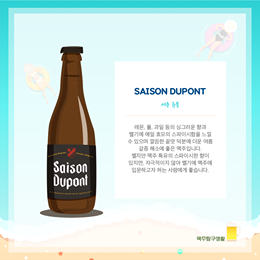 SAISON DUPONT
세종 듀퐁
레몬, 풀, 과일 등의 싱그러운 향과
벨기에 에일 효모의 스파이시함을 느낄
수 있으며 깔끔한 끝맛 덕분에 더운 여름
갈증 해소에 좋은 맥주입니다.
벨지안 맥주 특유의 스파이시한 향이
있지만, 자극적이지 않아 벨기에 맥주에
입문하고자 하는 사람에게 좋습니다.
Saison
Dupont
맥주탐구생활